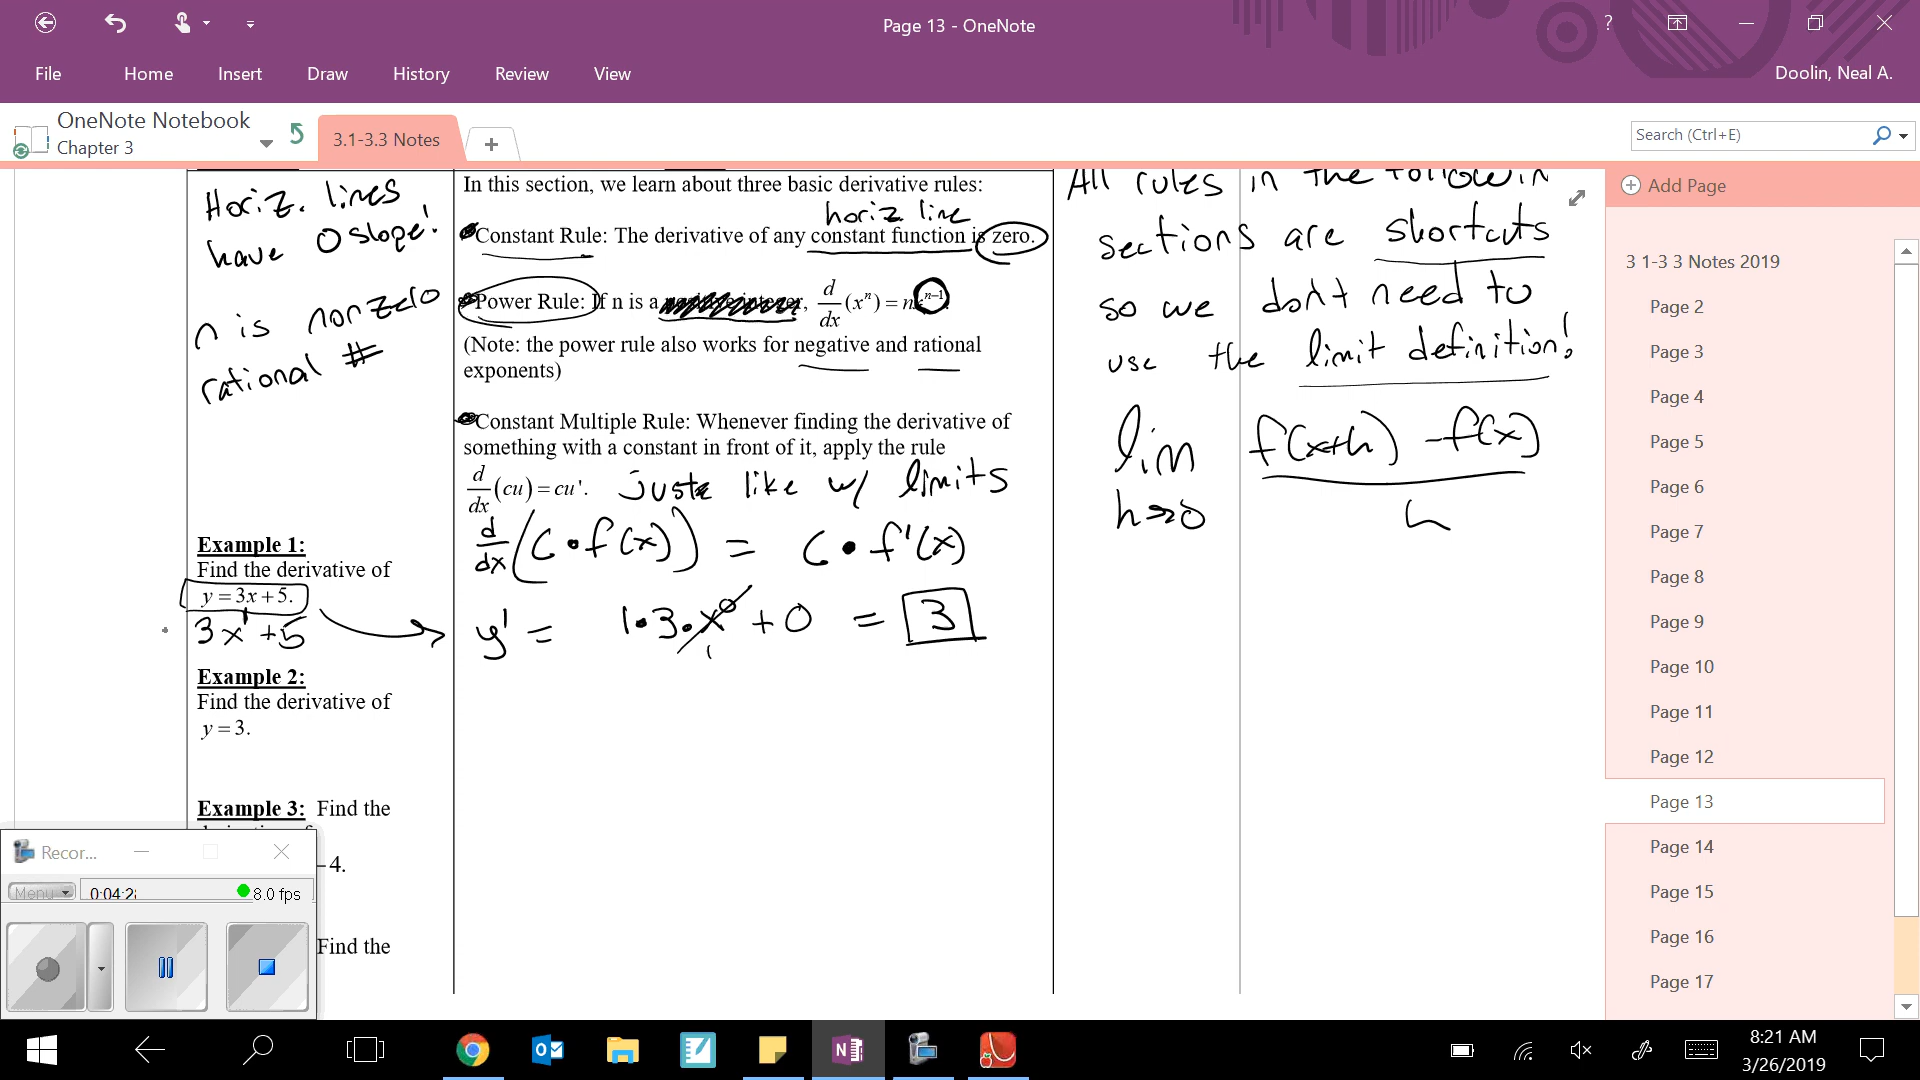 Page 13 - OneNote
?
File Home Insert Draw History Review View
Doolin, Neal A.
OneNote Notebook
Chapter 3
3.1-3.3 Notes
+
Search (Ctrl+E)
Add Page
3 1-3 3 Notes 2019
Page 2
Page 3
Page 4
Page 5
Page 6
Page 7
Page 8
Page 9
Page 10
Page 11
Page 12
Page 13
Page 14
Page 15
Page 16
Page 17
Horiz. lines
have 0 slope!
n is nonzero
rational #
Example 1:
Find the derivative of
y = 3x + 5.
3x¹ + 5
Example 2:
Find the derivative of
y = 3.
Example 3: Find the
– 4.
Find the
In this section, we learn about three basic derivative rules:
horiz line
Constant Rule: The derivative of any constant function is zero.
Power Rule: If n is a , d/dx (xⁿ) = nxⁿ⁻¹
(Note: the power rule also works for negative and rational
exponents)
Constant Multiple Rule: Whenever finding the derivative of
something with a constant in front of it, apply the rule
d/dx (cu) = cu'. just like w/ limits
d/dx (c • f(x)) = c • f'(x)
y' = 1•3•x⁰ + 0 = 3
1
All rules in the followin
sections are shortcuts
so we don't need to
use the limit definition!
lim f(x+h) - f(x)
h→0 h
Recor...
Menu 0:04:2 8.0 fps
8:21 AM
3/26/2019